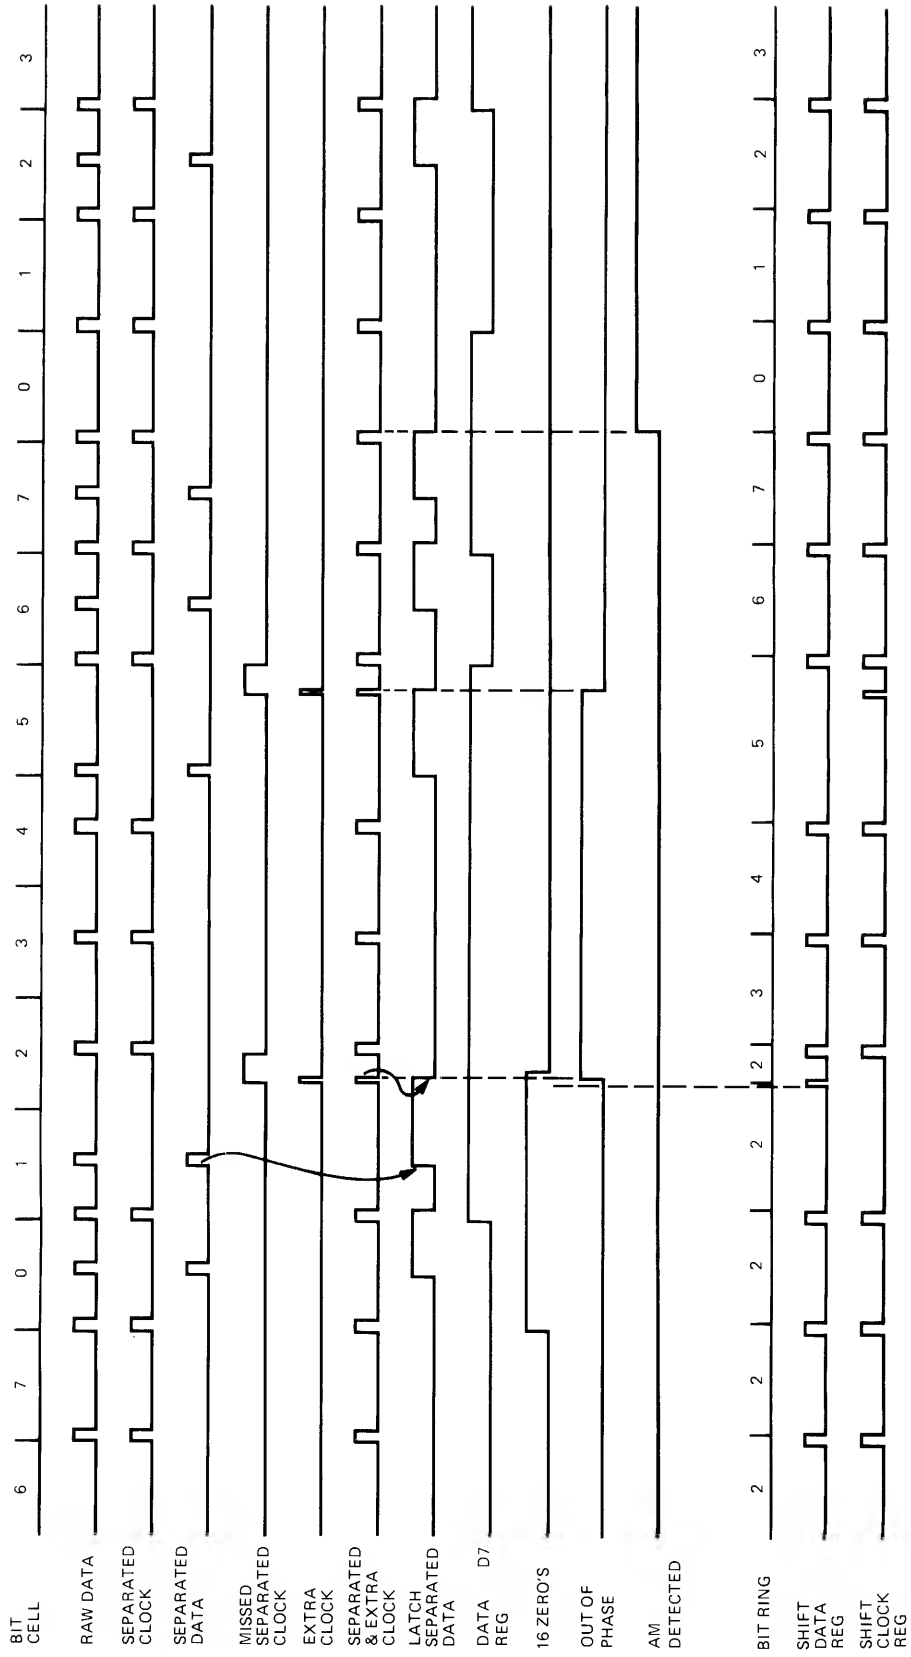 BIT
CELL
6 7 0 1 2 3 4 5 6 7 0 1 2 3
RAW DATA
SEPARATED
CLOCK
SEPARATED
DATA
MISSED
SEPARATED
CLOCK
EXTRA
CLOCK
SEPARATED
& EXTRA
CLOCK
LATCH
SEPARATED
DATA
DATA D7
REG
16 ZERO'S
OUT OF
PHASE
AM
DETECTED
BIT RING
2 2 2 2 2 3 4 5 6 7 0 1 2 3
SHIFT
DATA
REG
SHIFT
CLOCK
REG